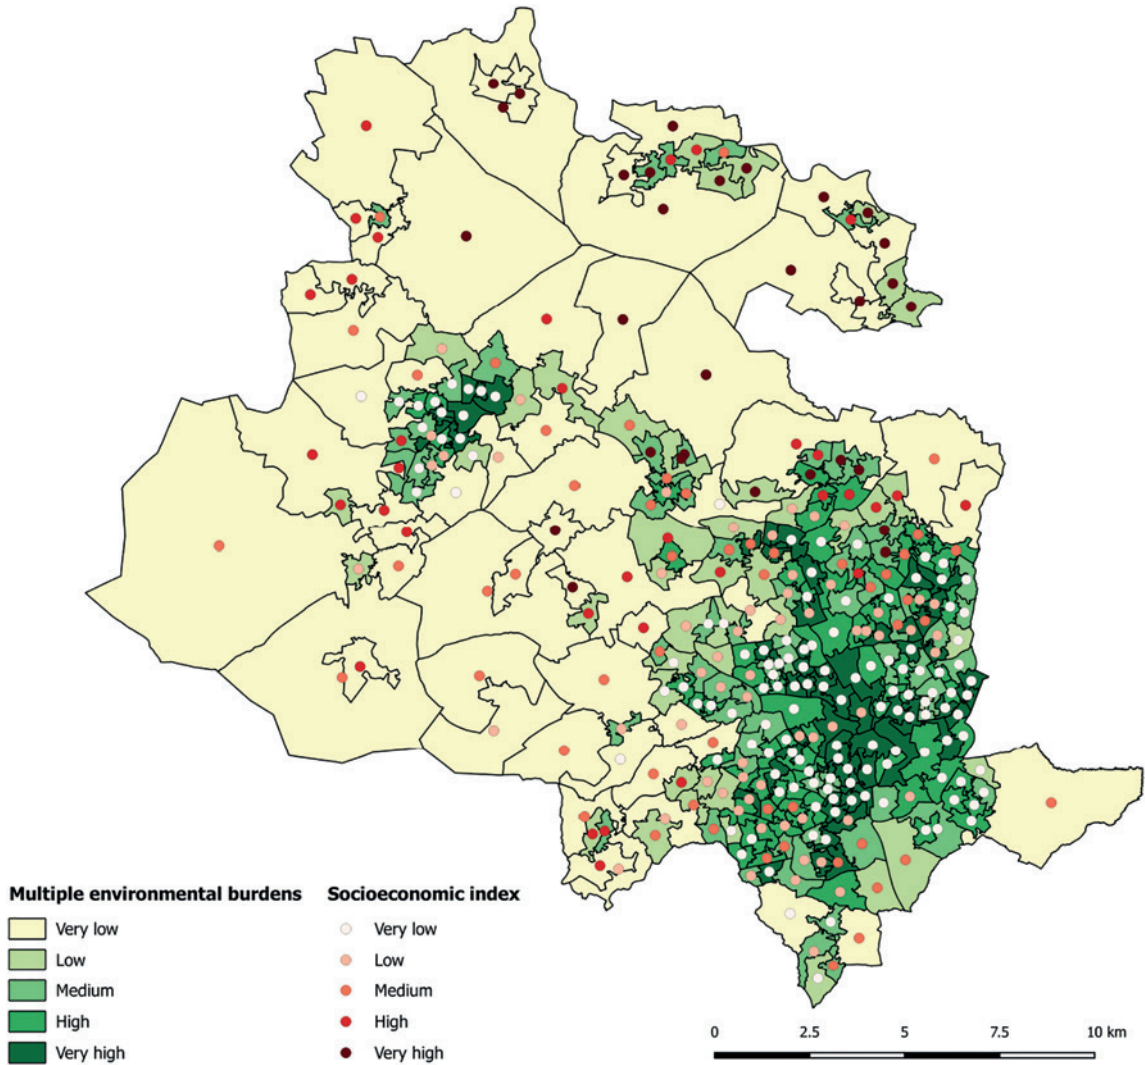 Multiple environmental burdens
Very low
Low
Medium
High
Very high
Socioeconomic index
Very low
Low
Medium
High
Very high
0 2.5 5 7.5 10 km